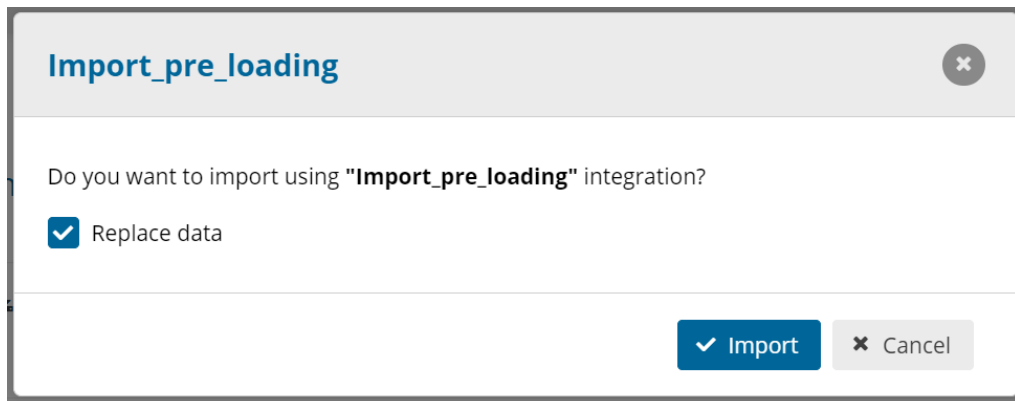 Import_pre_loading
Do you want to import using "Import_pre_loading" integration?
Replace data
Import
Cancel